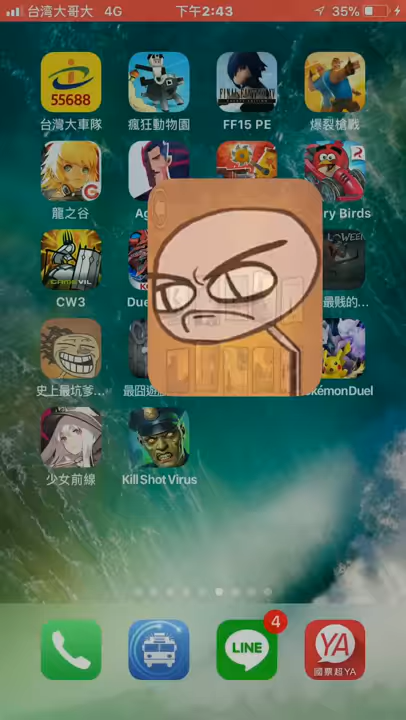 台湾大哥大 4G 下午2:43 35%
55688
FINAL FANTASY XV
台灣大車隊 瘋狂動物園 FF15 PE 爆裂槍戰
龍之谷 Ag ry Birds
GAMEVIL
CW3 Due 最賤的…
史上最坑爹… 最囧遊 okémonDuel
少女前線 Kill Shot Virus
4
LINE
YA
國票超YA